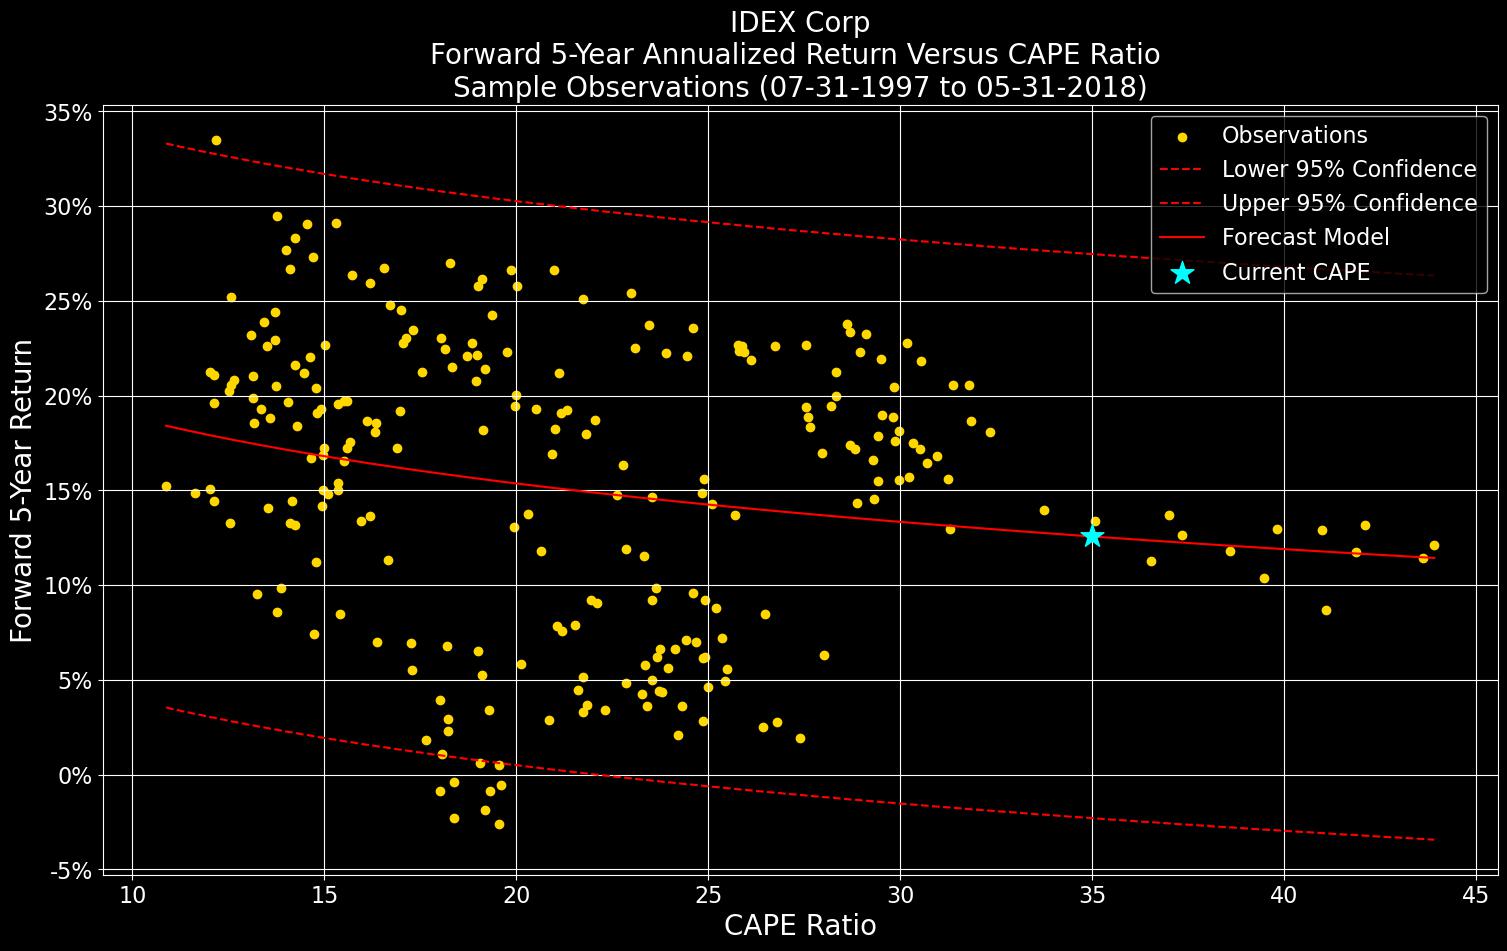 IDEX Corp
Forward 5-Year Annualized Return Versus CAPE Ratio
Sample Observations (07-31-1997 to 05-31-2018)
Forward 5-Year Return
35%
30%
25%
20%
15%
10%
5%
0%
-5%
Observations
Lower 95% Confidence
Upper 95% Confidence
Forecast Model
Current CAPE
10 15 20 25 30 35 40 45
CAPE Ratio